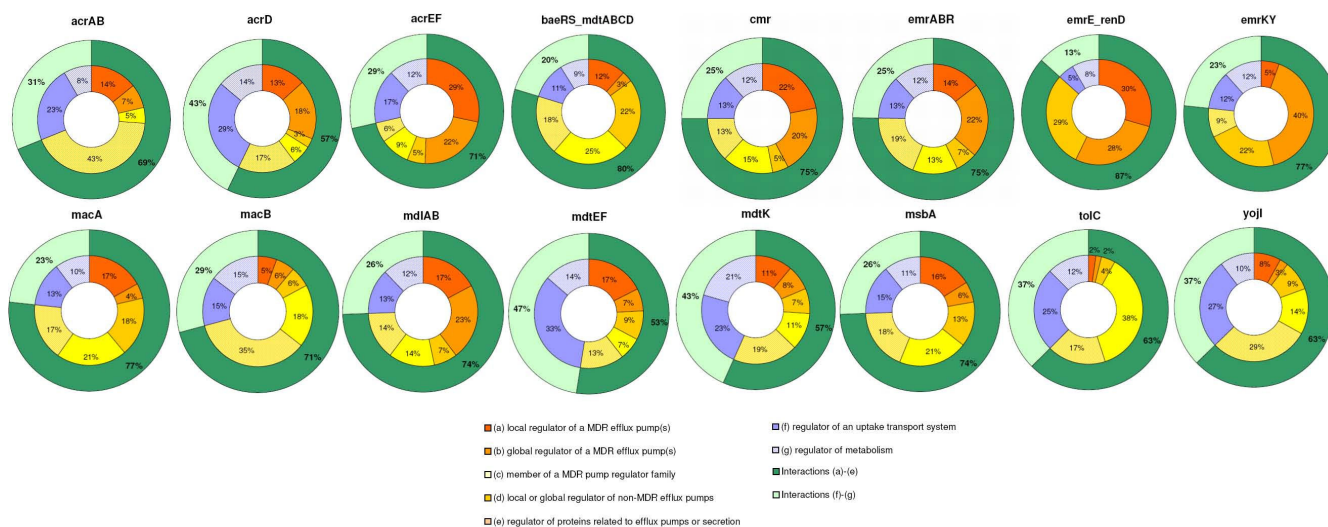 acrAB acrD acrEF baeRS_mdtABCD cmr emrABR emrE_renD emrKY
31% 8% 14% 7% 5% 43% 23% 69%
43% 14% 13% 18% 3% 6% 17% 29% 57%
29% 12% 29% 22% 5% 9% 6% 17% 71%
20% 9% 12% 3% 22% 25% 18% 11% 80%
25% 12% 22% 20% 5% 15% 13% 13% 75%
25% 12% 14% 22% 7% 13% 19% 13% 75%
13% 8% 30% 28% 29% 5% 87%
23% 12% 5% 40% 22% 9% 12% 77%
macA macB mdlAB mdtEF mdtK msbA tolC yojI
23% 10% 17% 4% 18% 21% 17% 13% 77%
29% 15% 5% 6% 6% 18% 35% 15% 71%
26% 12% 17% 23% 7% 14% 14% 13% 74%
47% 14% 17% 7% 9% 7% 13% 33% 53%
43% 21% 11% 8% 7% 11% 19% 23% 57%
26% 11% 16% 6% 13% 21% 18% 15% 74%
37% 12% 2% 2% 4% 38% 17% 25% 63%
37% 10% 8% 3% 9% 14% 29% 27% 63%
(a) local regulator of a MDR efflux pump(s)
(b) global regulator of a MDR efflux pump(s)
(c) member of a MDR pump regulator family
(d) local or global regulator of non-MDR efflux pumps
(e) regulator of proteins related to efflux pumps or secretion
(f) regulator of an uptake transport system
(g) regulator of metabolism
Interactions (a)-(e)
Interactions (f)-(g)